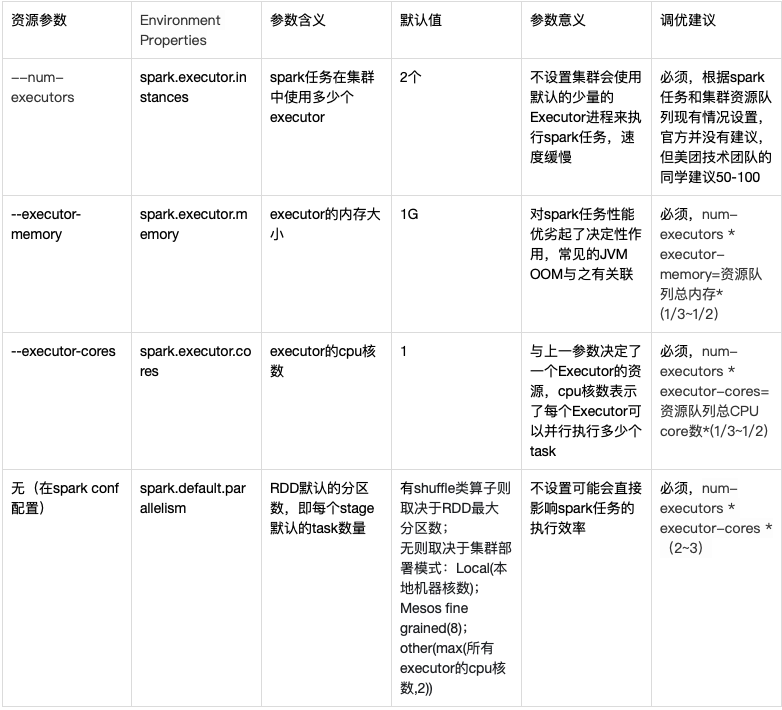 资源参数
Environment
Properties
参数含义
默认值
参数意义
调优建议
--num-
executors
spark.executor.in
stances
spark任务在集群
中使用多少个
executor
2个
不设置集群会使用
默认的少量的
Executor进程来执
行spark任务，速
度缓慢
必须，根据spark
任务和集群资源队
列现有情况设置，
官方并没有建议，
但美团技术团队的
同学建议50-100
--executor-
memory
spark.executor.m
emory
executor的内存大
小
1G
对spark任务性能
优劣起了决定性作
用，常见的JVM
OOM与之有关联
必须，num-
executors *
executor-
memory=资源队
列总内存*
(1/3~1/2)
--executor-cores
spark.executor.co
res
executor的cpu核
数
1
与上一参数决定了
一个Executor的资
源，cpu核数表示
了每个Executor可
以并行执行多少个
task
必须，num-
executors *
executor-cores=
资源队列总CPU
core数*(1/3~1/2)
无（在spark conf
配置）
spark.default.par
allelism
RDD默认的分区
数，即每个stage
默认的task数量
有shuffle类算子则
取决于RDD最大
分区数；
无则取决于集群部
署模式：Local(本
地机器核数)；
Mesos fine
grained(8)；
other(max(所有
executor的cpu核
数,2))
不设置可能会直接
影响spark任务的
执行效率
必须，num-
executors *
executor-cores *
（2~3）